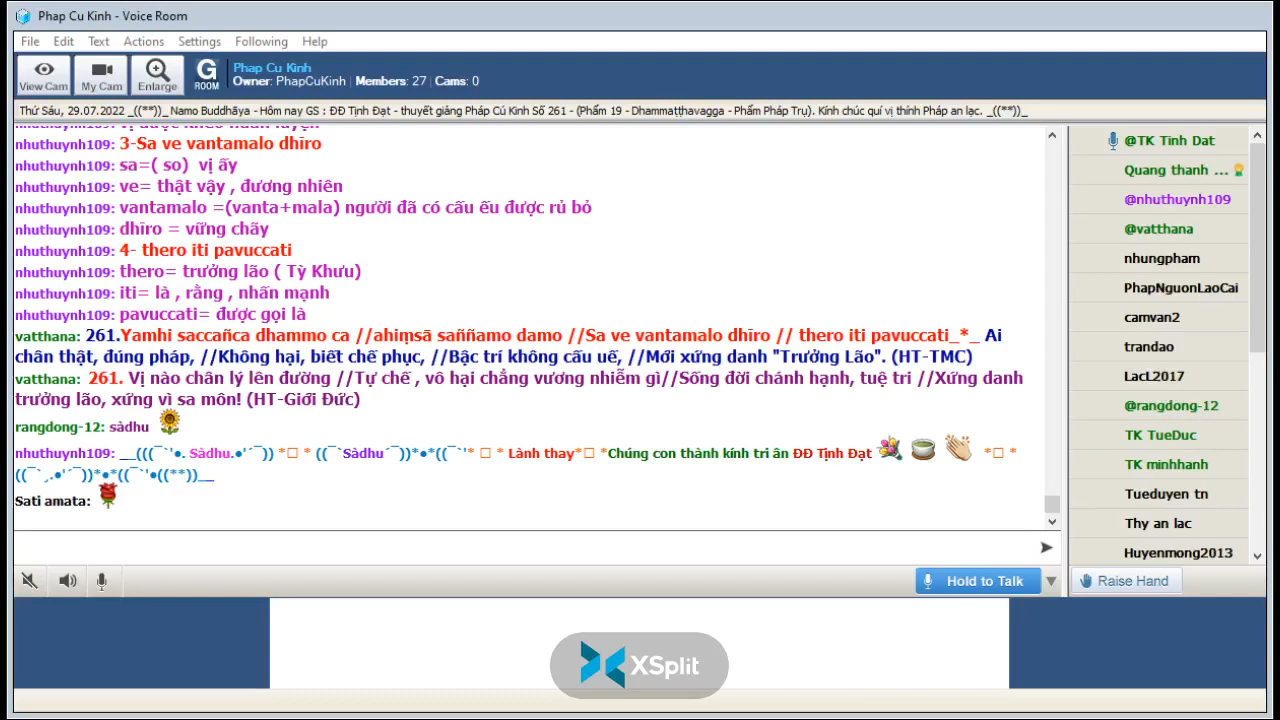 Phap Cu Kinh - Voice Room
File Edit Text Actions Settings Following Help
View Cam My Cam Enlarge G ROOM
Phap Cu Kinh
Owner: PhapCuKinh | Members: 27 | Cams: 0
Thứ Sáu, 29.07.2022 _((**))_ Namo Buddhāya - Hôm nay GS : ĐĐ Tịnh Đạt - thuyết giảng Pháp Cú Kinh Số 261 - (Phẩm 19 - Dhammaṭṭhavagga - Phẩm Pháp Trụ). Kính chúc quí vị thính Pháp an lạc. _((**))_
nhuthuynh109: 3-Sa ve vantamalo dhīro
nhuthuynh109: sa=( so) vị ấy
nhuthuynh109: ve= thật vậy , đương nhiên
nhuthuynh109: vantamalo =(vanta+mala) người đã có cấu ếu được rủ bỏ
nhuthuynh109: dhīro = vững chãy
nhuthuynh109: 4- thero iti pavuccati
nhuthuynh109: thero= trưởng lão ( Tỳ Khưu)
nhuthuynh109: iti= là , rằng , nhấn mạnh
nhuthuynh109: pavuccati= được gọi là
vatthana: 261.Yamhi saccañca dhammo ca //ahiṃsā saññamo damo //Sa ve vantamalo dhīro // thero iti pavuccati_*_ Ai
chân thật, đúng pháp, //Không hại, biết chế phục, //Bậc trí không cấu uế, //Mới xứng danh "Trưởng Lão". (HT-TMC)
vatthana: 261. Vị nào chân lý lên đường //Tự chế , vô hại chẳng vương nhiễm gì//Sống đời chánh hạnh, tuệ tri //Xứng danh
trưởng lão, xứng vì sa môn! (HT-Giới Đức)
rangdong-12: sàdhu
nhuthuynh109: __(((¯`'•. Sàdhu.•'´¯)) *□ * ((¯`Sàdhu´¯))*•*((¯`'* □ * Lành thay*□ *Chúng con thành kính tri ân ĐĐ Tịnh Đạt *□ *
((¯`¸.•'´¯))*•*((¯`'•((**))__
Sati amata:
Hold to Talk
@TK Tinh Dat
Quang thanh ...
@nhuthuynh109
@vatthana
nhungpham
PhapNguonLaoCai
camvan2
trandao
LacL2017
@rangdong-12
TK TueDuc
TK minhhanh
Tueduyen tn
Thy an lac
Huyenmong2013
Raise Hand
XSplit